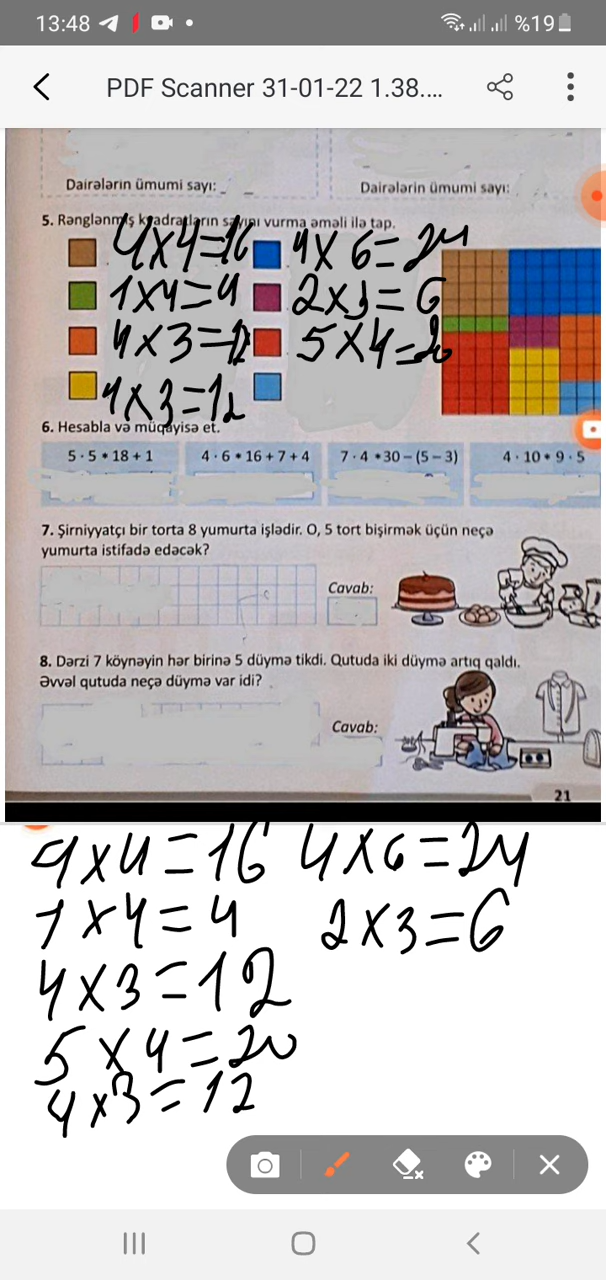 13:48 %19
PDF Scanner 31-01-22 1.38....
Dairələrin ümumi sayı: Dairələrin ümumi sayı:
5. Rənglənmiş kvadratların sayını vurma əməli ilə tap.
4x4=16 4x6=24
1x4=4 2x3=6
4x3=12 5x4=20
4x3=12
6. Hesabla və müqayisə et.
5·5*18+1 4·6*16+7+4 7·4*30-(5-3) 4·10*9·5
7. Şirniyyatçı bir torta 8 yumurta işlədir. O, 5 tort bişirmək üçün neçə
yumurta istifadə edəcək?
Cavab:
8. Dərzi 7 köynəyin hər birinə 5 düymə tikdi. Qutuda iki düymə artıq qaldı.
Əvvəl qutuda neçə düymə var idi?
Cavab:
21
4x4=16 4x6=24
1x4=4 2x3=6
4x3=12
5x4=20
4x3=12